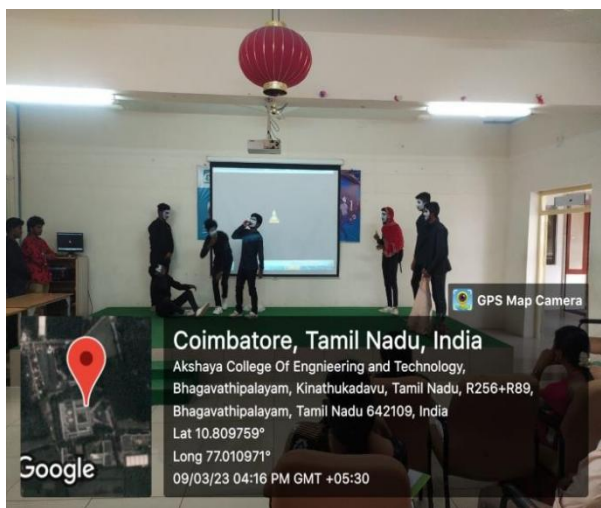 GPS Map Camera
Coimbatore, Tamil Nadu, India
Akshaya College Of Engnieering and Technology,
Bhagavathipalayam, Kinathukadavu, Tamil Nadu, R256+R89,
Bhagavathipalayam, Tamil Nadu 642109, India
Lat 10.809759°
Long 77.010971°
09/03/23 04:16 PM GMT +05:30
Google